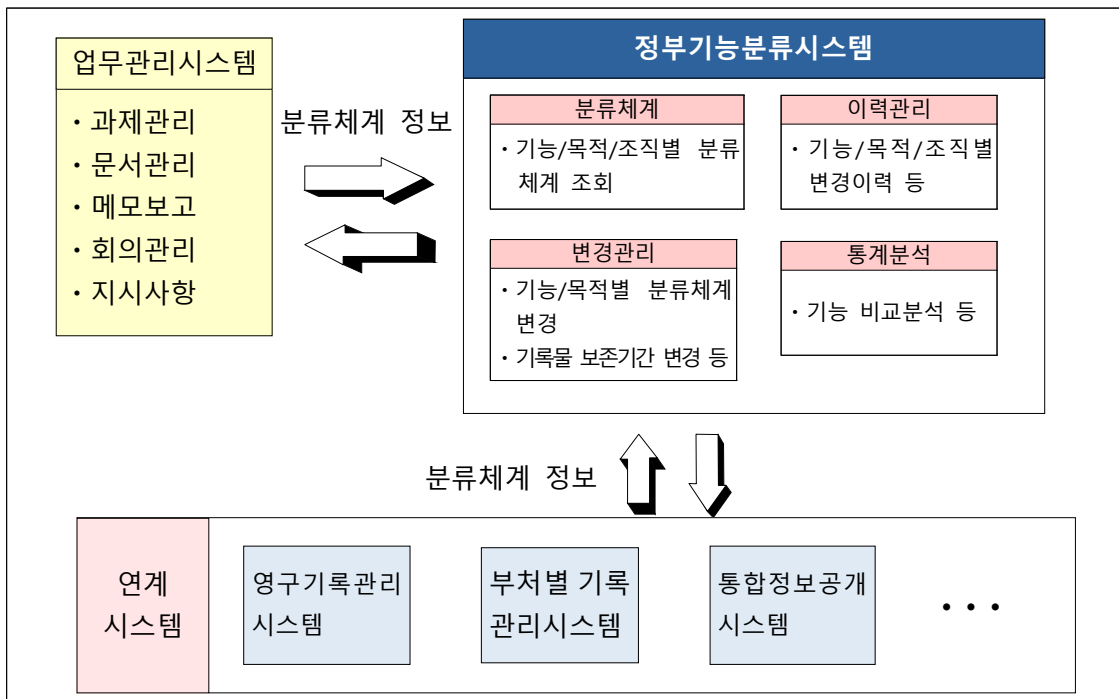 업무관리시스템
· 과제관리
· 문서관리
· 메모보고
· 회의관리
· 지시사항
분류체계 정보
정부기능분류시스템
분류체계
· 기능/목적/조직별 분류
체계 조회
이력관리
· 기능/목적/조직별
변경이력 등
변경관리
· 기능/목적별 분류체계
변경
· 기록물 보존기간 변경 등
통계분석
· 기능 비교분석 등
분류체계 정보
연계
시스템
영구기록관리
시스템
부처별 기록
관리시스템
통합정보공개
시스템
• • •